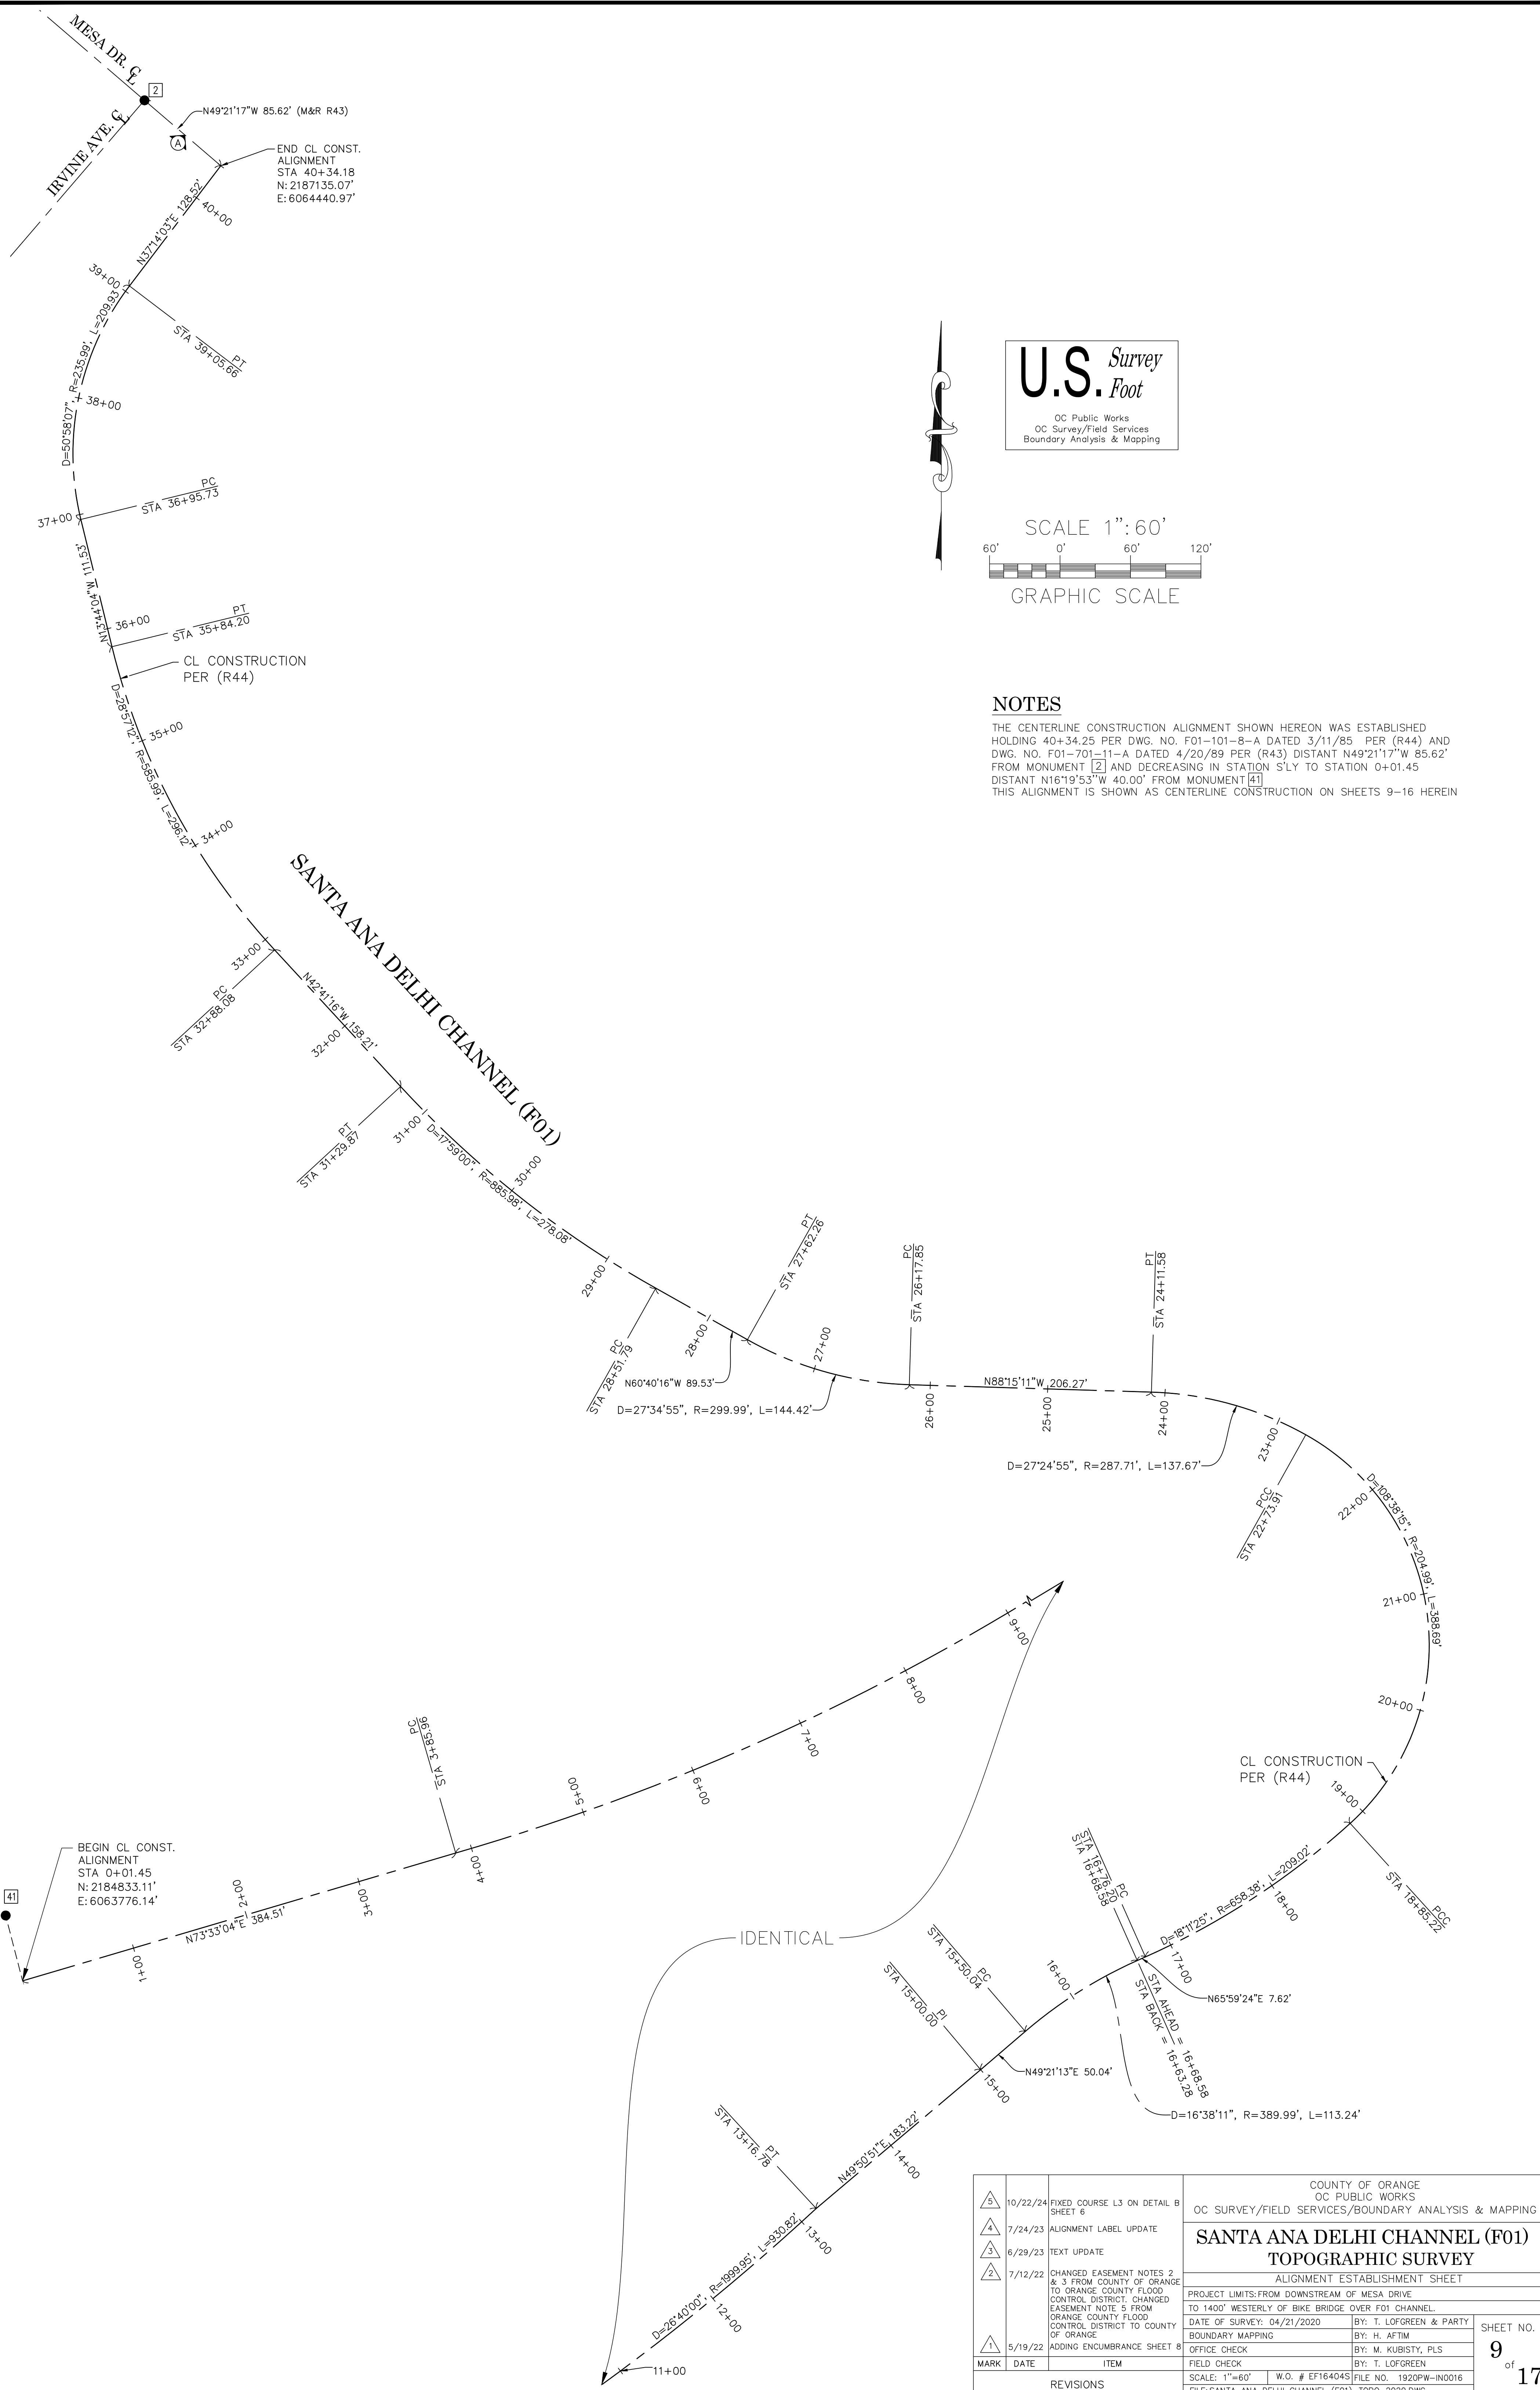 MESA DR. CL
2
N49°21'17"W 85.62' (M&R R43)
A
IRVINE AVE. CL
END CL CONST.
ALIGNMENT
STA 40+34.18
N: 2187135.07'
E: 6064440.97'
N37°14'03"E 128.52'
40+00
39+00
PT
STA 39+05.66
D=50°58'07", R=235.99', L=209.93'
38+00
PC
STA 36+95.73
37+00
N13°44'04"W 111.53'
36+00
PT
STA 35+84.20
CL CONSTRUCTION
PER (R44)
D=28°57'12", R=585.99', L=296.12'
35+00
34+00
33+00
PC
STA 32+88.08
N42°41'16"W 158.21'
32+00
SANTA ANA DELHI CHANNEL (F01)
PT
STA 31+29.87
31+00
D=17°59'00", R=885.98', L=278.08'
30+00
29+00
PC
STA 28+51.79
28+00
N60°40'16"W 89.53'
PT
STA 27+62.26
27+00
D=27°34'55", R=299.99', L=144.42'
PC
STA 26+17.85
26+00
N88°15'11"W 206.27'
25+00
PT
STA 24+11.58
24+00
D=27°24'55", R=287.71', L=137.67'
23+00
PCC
STA 22+73.91
22+00
D=108°38'15", R=204.99', L=388.69'
21+00
20+00
CL CONSTRUCTION
PER (R44)
19+00
PCC
STA 18+85.22
D=18°11'25", R=658.38', L=209.02'
18+00
17+00
PC
STA 16+76.20
STA 16+68.58
N65°59'24"E 7.62'
STA AHEAD = 16+68.58
STA BACK = 16+63.28
D=16°38'11", R=389.99', L=113.24'
16+00
PC
STA 15+50.04
N49°21'13"E 50.04'
PI
STA 15+00.00
15+00
N49°50'51"E 183.22'
14+00
PT
STA 13+16.78
13+00
D=26°40'00", R=1999.95', L=930.82'
12+00
11+00
IDENTICAL
9+00
8+00
7+00
6+00
5+00
4+00
PC
STA 3+85.96
3+00
2+00
N73°33'04"E 384.51'
1+00
BEGIN CL CONST.
ALIGNMENT
STA 0+01.45
N: 2184833.11'
E: 6063776.14'
41
U.S. Survey
Foot
OC Public Works
OC Survey/Field Services
Boundary Analysis & Mapping
SCALE 1":60'
60' 0' 60' 120'
GRAPHIC SCALE
NOTES
THE CENTERLINE CONSTRUCTION ALIGNMENT SHOWN HEREON WAS ESTABLISHED
HOLDING 40+34.25 PER DWG. NO. F01-101-8-A DATED 3/11/85 PER (R44) AND
DWG. NO. F01-701-11-A DATED 4/20/89 PER (R43) DISTANT N49°21'17''W 85.62'
FROM MONUMENT 2 AND DECREASING IN STATION S'LY TO STATION 0+01.45
DISTANT N16°19'53''W 40.00' FROM MONUMENT 41
THIS ALIGNMENT IS SHOWN AS CENTERLINE CONSTRUCTION ON SHEETS 9-16 HEREIN
5 10/22/24 FIXED COURSE L3 ON DETAIL B
SHEET 6
4 7/24/23 ALIGNMENT LABEL UPDATE
3 6/29/23 TEXT UPDATE
2 7/12/22 CHANGED EASEMENT NOTES 2
& 3 FROM COUNTY OF ORANGE
TO ORANGE COUNTY FLOOD
CONTROL DISTRICT. CHANGED
EASEMENT NOTE 5 FROM
ORANGE COUNTY FLOOD
CONTROL DISTRICT TO COUNTY
OF ORANGE
1 5/19/22 ADDING ENCUMBRANCE SHEET 8
MARK DATE ITEM
REVISIONS
COUNTY OF ORANGE
OC PUBLIC WORKS
OC SURVEY/FIELD SERVICES/BOUNDARY ANALYSIS & MAPPING
SANTA ANA DELHI CHANNEL (F01)
TOPOGRAPHIC SURVEY
ALIGNMENT ESTABLISHMENT SHEET
PROJECT LIMITS: FROM DOWNSTREAM OF MESA DRIVE
TO 1400' WESTERLY OF BIKE BRIDGE OVER F01 CHANNEL.
DATE OF SURVEY: 04/21/2020 BY: T. LOFGREEN & PARTY
BOUNDARY MAPPING BY: H. AFTIM
OFFICE CHECK BY: M. KUBISTY, PLS
FIELD CHECK BY: T. LOFGREEN
SCALE: 1''=60' W.O. # EF16404S FILE NO. 1920PW-IN0016
SHEET NO.
9 of 17